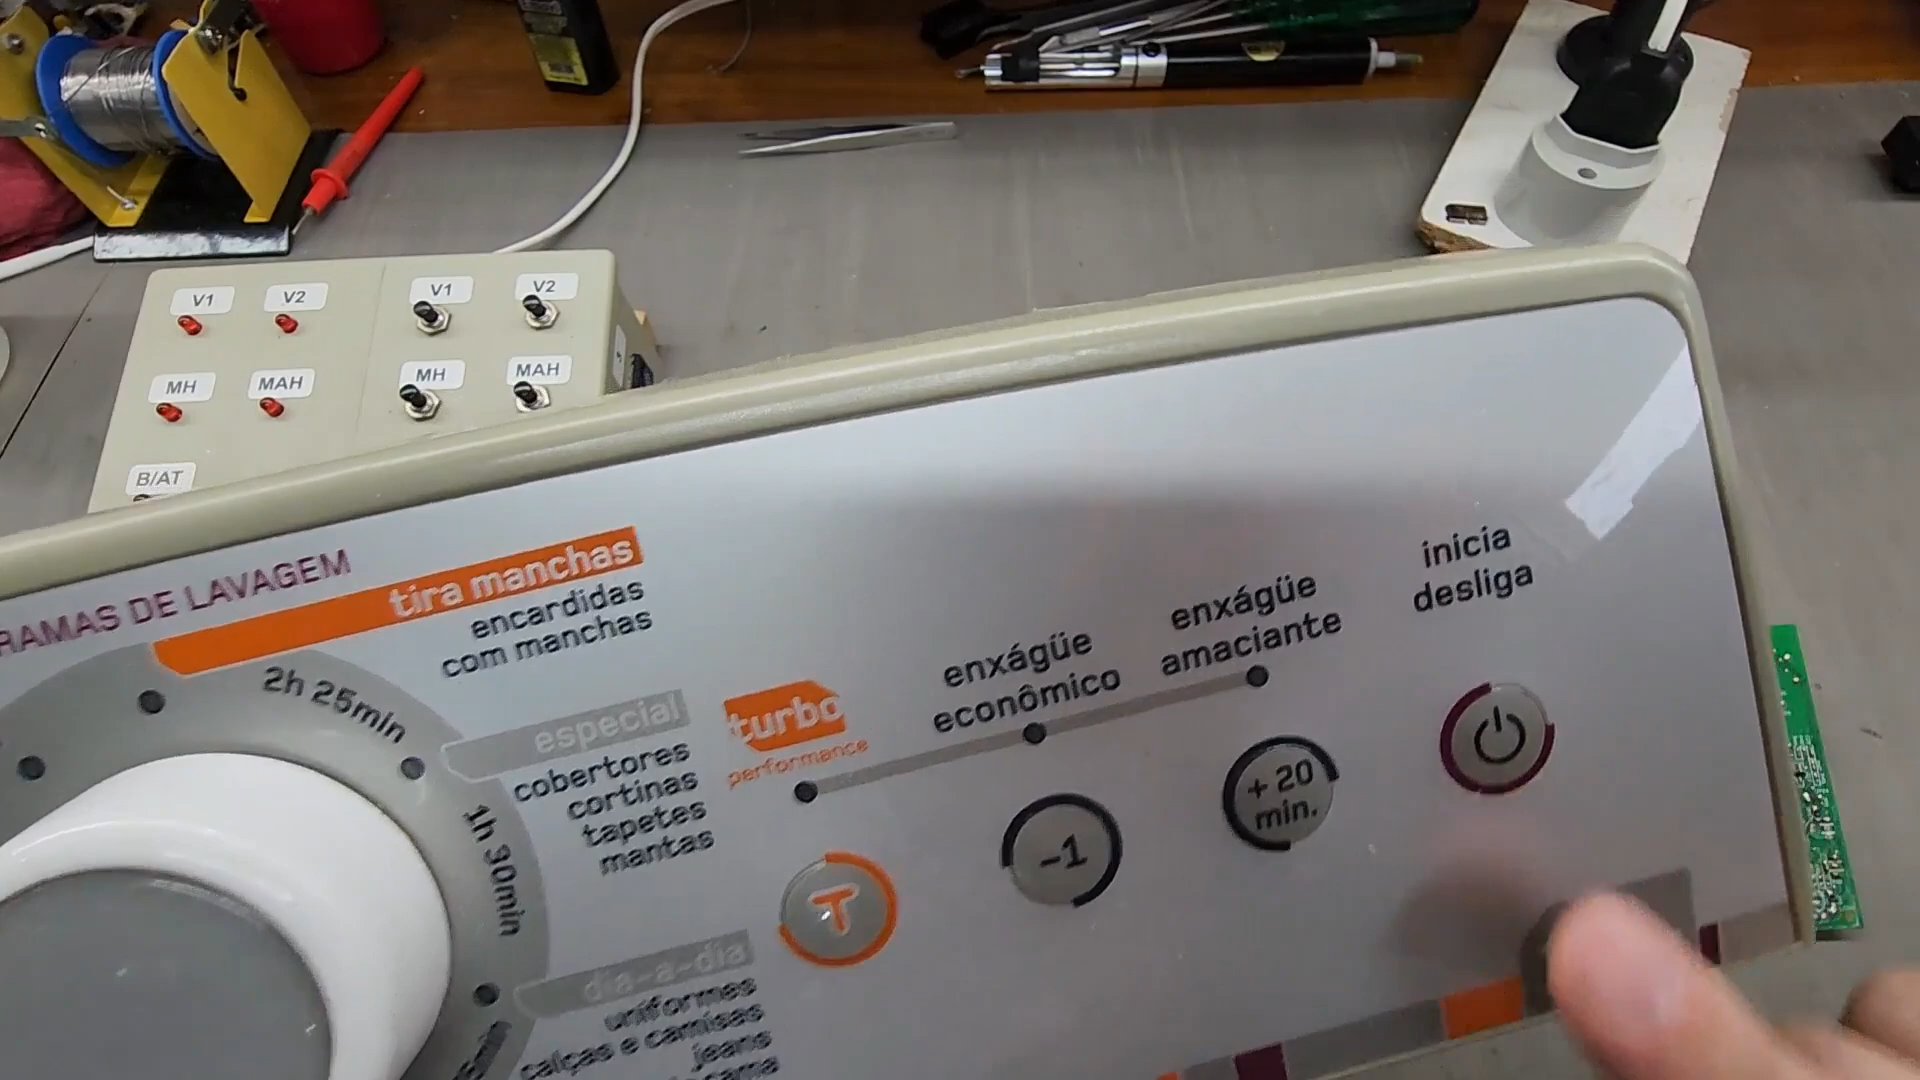 V1
V2
V1
V2
MH
MAH
MH
MAH
B/AT
RAMAS DE LAVAGEM
tira manchas
encardidas
com manchas
2h 25min
especial
cobertores
cortinas
tapetes
mantas
1h 90min
dia-a-dia
uniformes
calças e camisas
jeans
turbo
performance
enxágüe
econômico
enxágüe
amaciante
inicia
desliga
T
-1
+ 20
min.